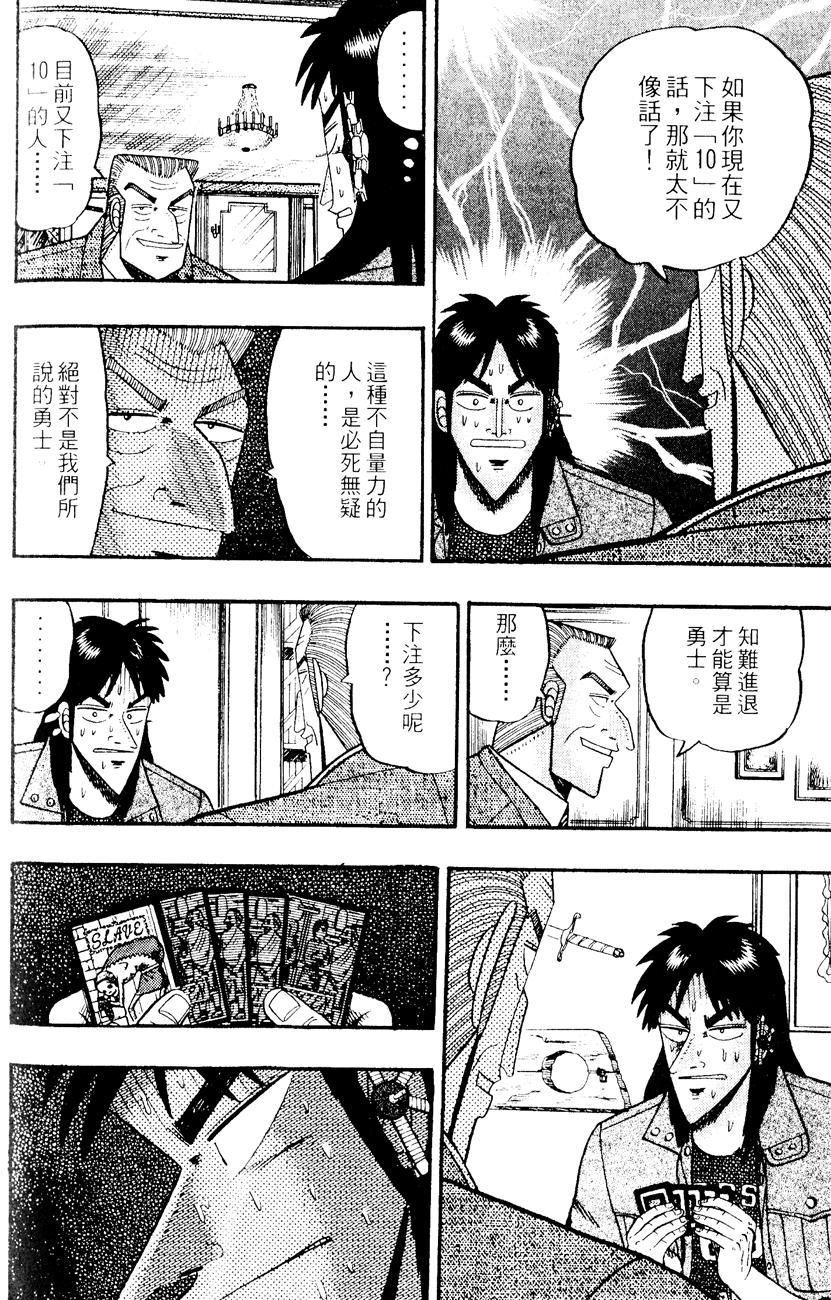 如果你現在又
下注「10」的
話，那就太不
像話了！
………
目前又下注「
10」的人……
這種不自量力的
人，是必死無疑
的……
絕對不是我們所
說的勇士。
知難進退
才能算是
勇士。
那麼……
下注多少呢
……？
………
SLAVE